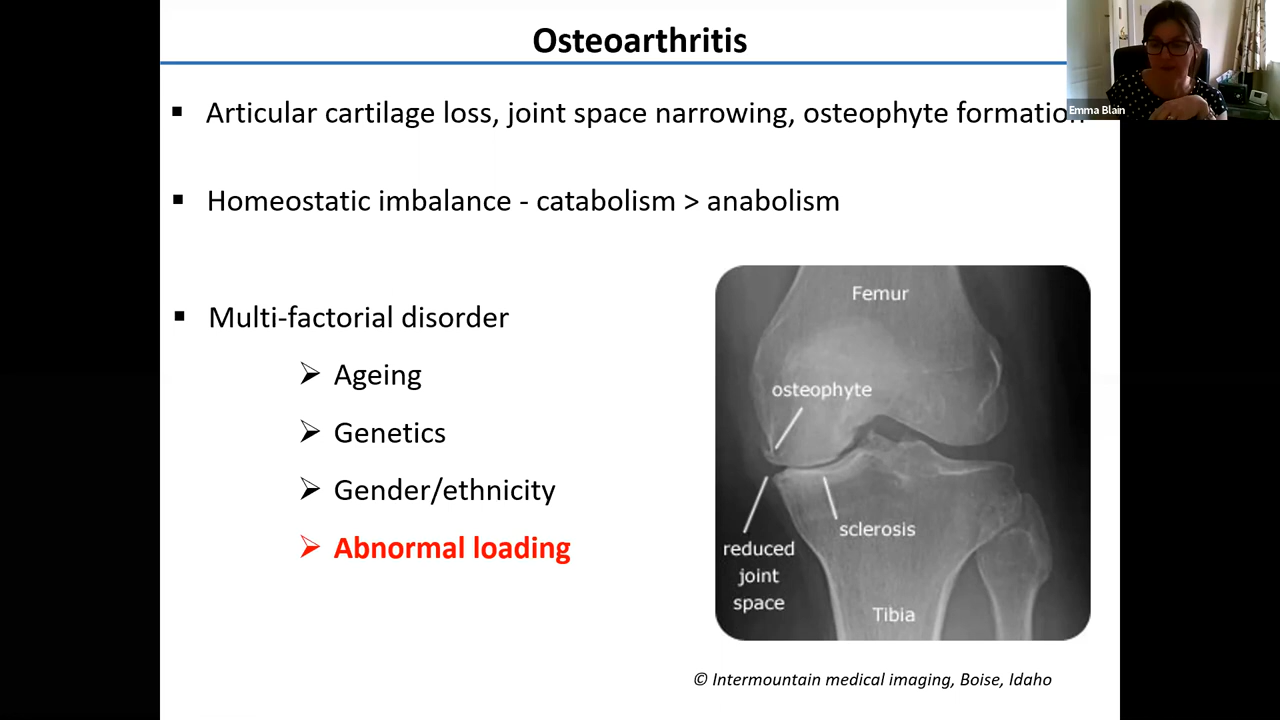 Osteoarthritis
Emma Blain
▪ Articular cartilage loss, joint space narrowing, osteophyte formation
▪ Homeostatic imbalance - catabolism > anabolism
▪ Multi-factorial disorder
➢ Ageing
➢ Genetics
➢ Gender/ethnicity
➢ Abnormal loading
Femur
osteophyte
sclerosis
reduced
joint
space
Tibia
© Intermountain medical imaging, Boise, Idaho